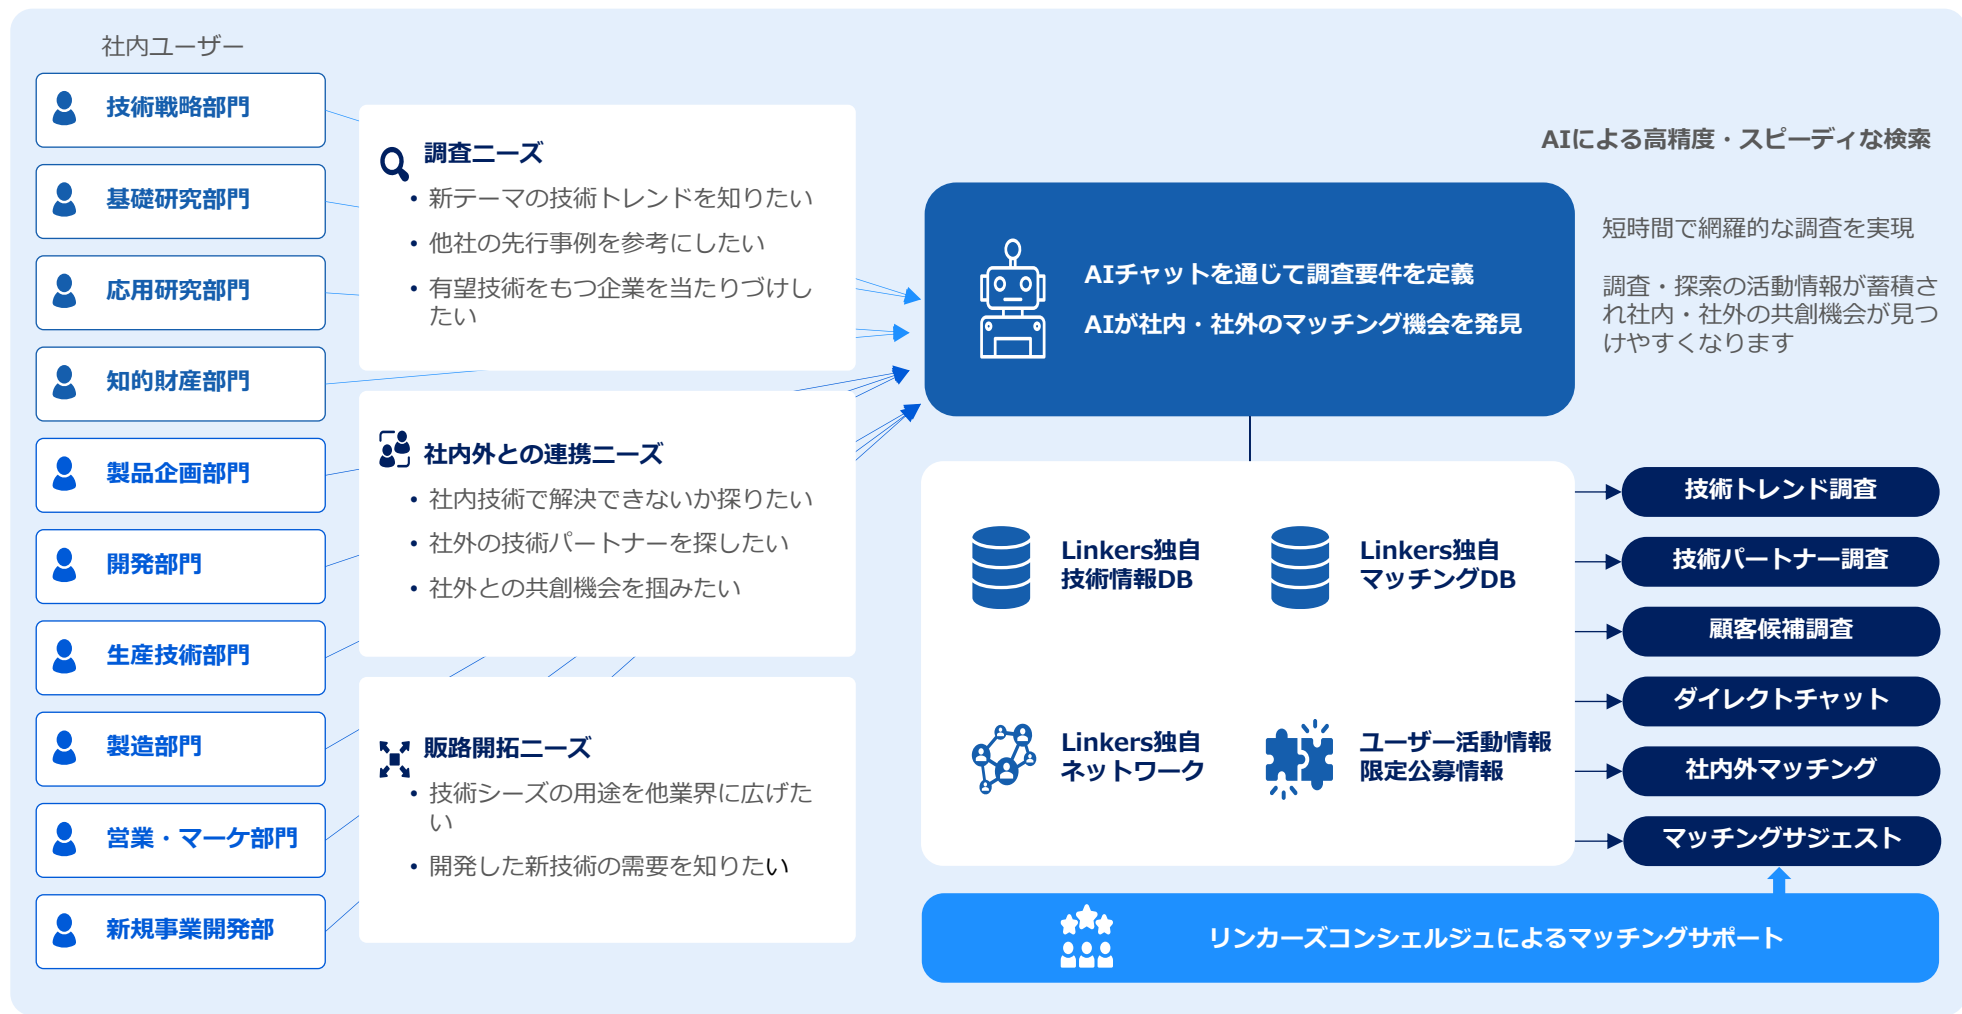 社内ユーザー
技術戦略部門
基礎研究部門
応用研究部門
知的財産部門
製品企画部門
開発部門
生産技術部門
製造部門
営業・マーケ部門
新規事業開発部
調査ニーズ
• 新テーマの技術トレンドを知りたい
• 他社の先行事例を参考にしたい
• 有望技術をもつ企業を当たりづけし
たい
社内外との連携ニーズ
• 社内技術で解決できないか探りたい
• 社外の技術パートナーを探したい
• 社外との共創機会を掴みたい
販路開拓ニーズ
• 技術シーズの用途を他業界に広げた
い
• 開発した新技術の需要を知りたい
AIチャットを通じて調査要件を定義
AIが社内・社外のマッチング機会を発見
AIによる高精度・スピーディな検索
短時間で網羅的な調査を実現
調査・探索の活動情報が蓄積さ
れ社内・社外の共創機会が見つ
けやすくなります
Linkers独自
技術情報DB
Linkers独自
マッチングDB
Linkers独自
ネットワーク
ユーザー活動情報
限定公募情報
技術トレンド調査
技術パートナー調査
顧客候補調査
ダイレクトチャット
社内外マッチング
マッチングサジェスト
リンカーズコンシェルジュによるマッチングサポート